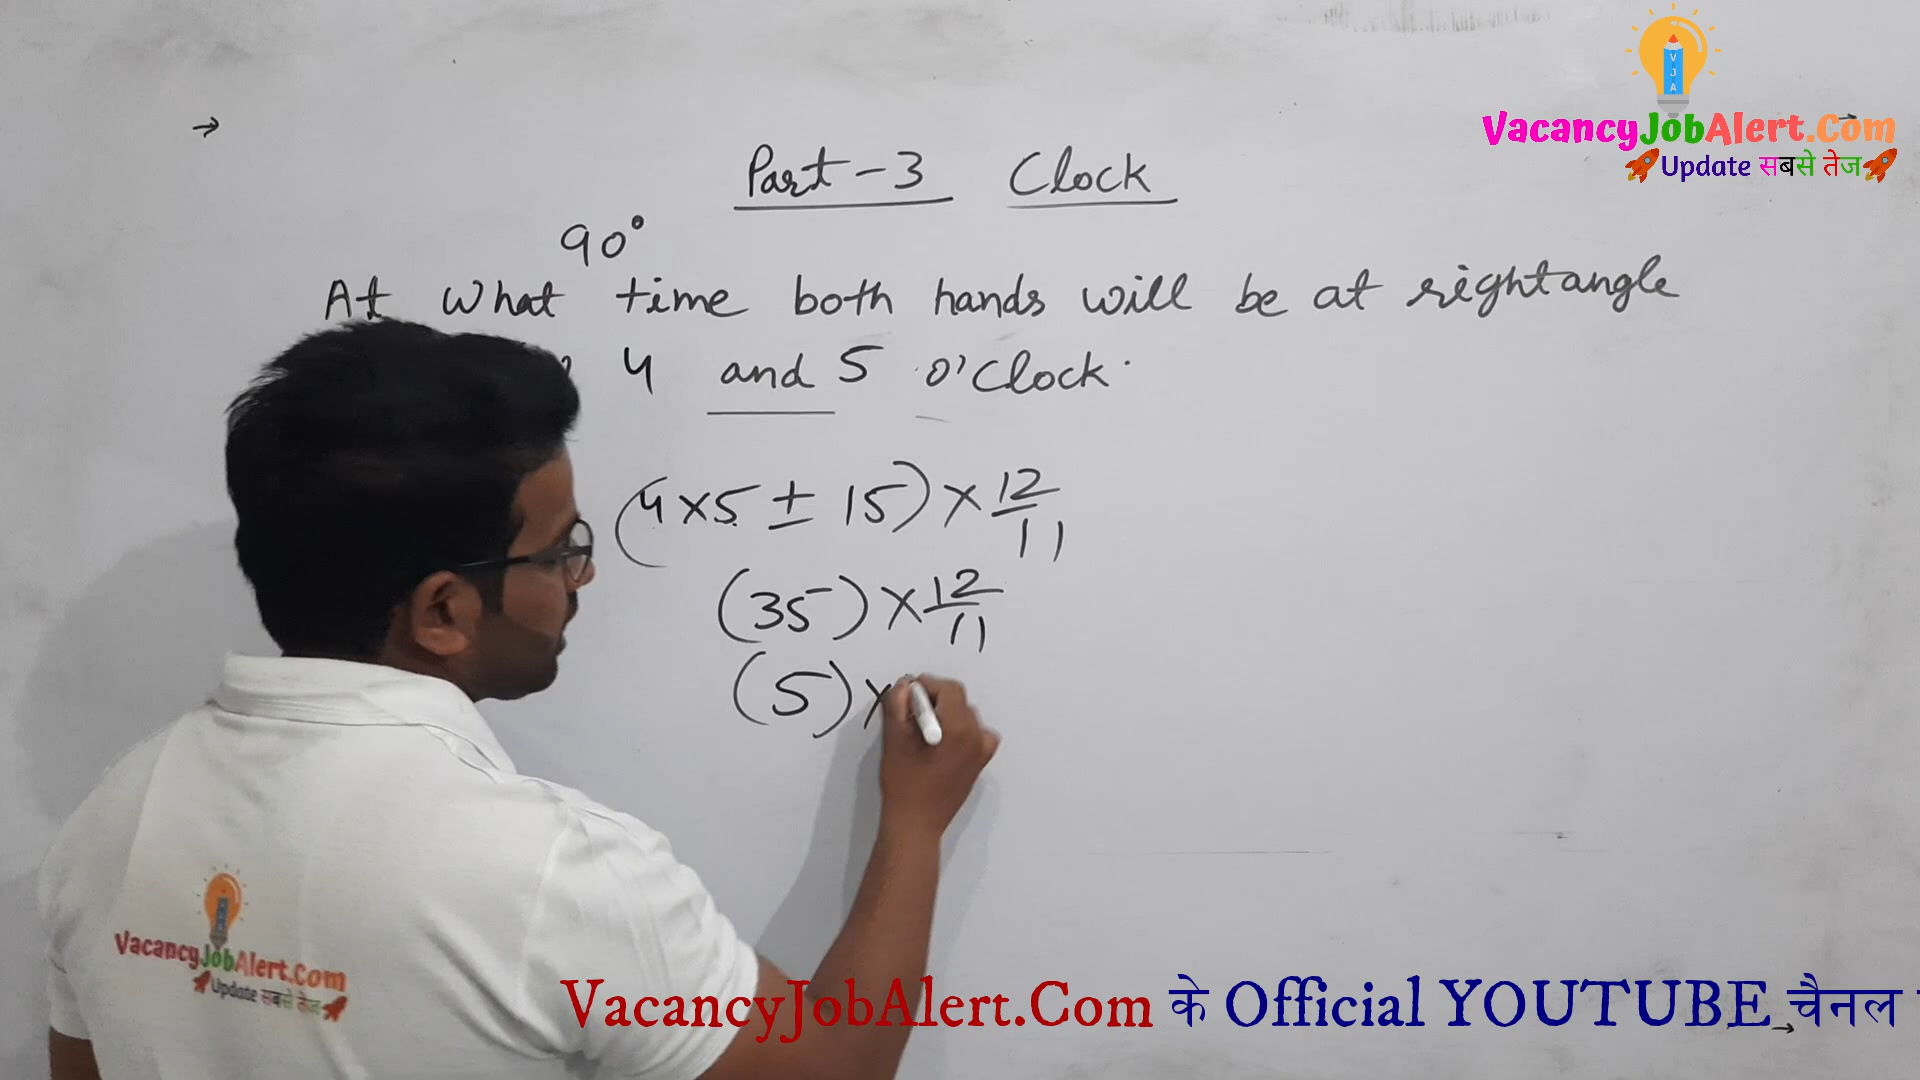 VacancyJobAlert.Com
Update सबसे तेज
Part-3 Clock
90°
At what time both hands will be at rightangle
4 and 5 o'clock.
(4×5 ± 15) × 12/11
(35) × 12/11
(5) ×
VacancyJobAlert.Com
Update सबसे तेज
VacancyJobAlert.Com के Official YOUTUBE चैनल